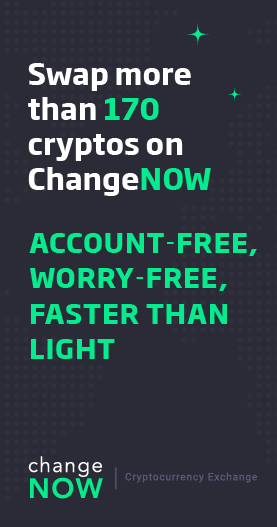 Swap more
than 170
cryptos on
ChangeNOW
ACCOUNT-FREE,
WORRY-FREE,
FASTER THAN
LIGHT
change
NOW
Cryptocurrency Exchange